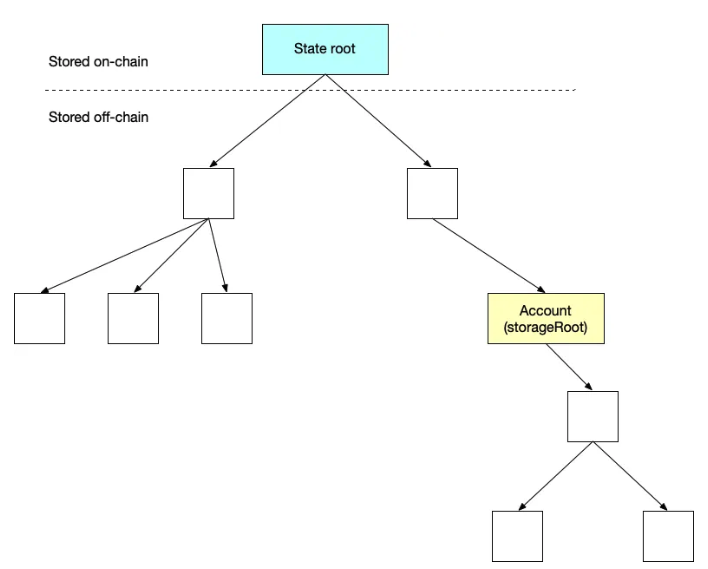 State root
Stored on-chain
Stored off-chain
Account
(storageRoot)